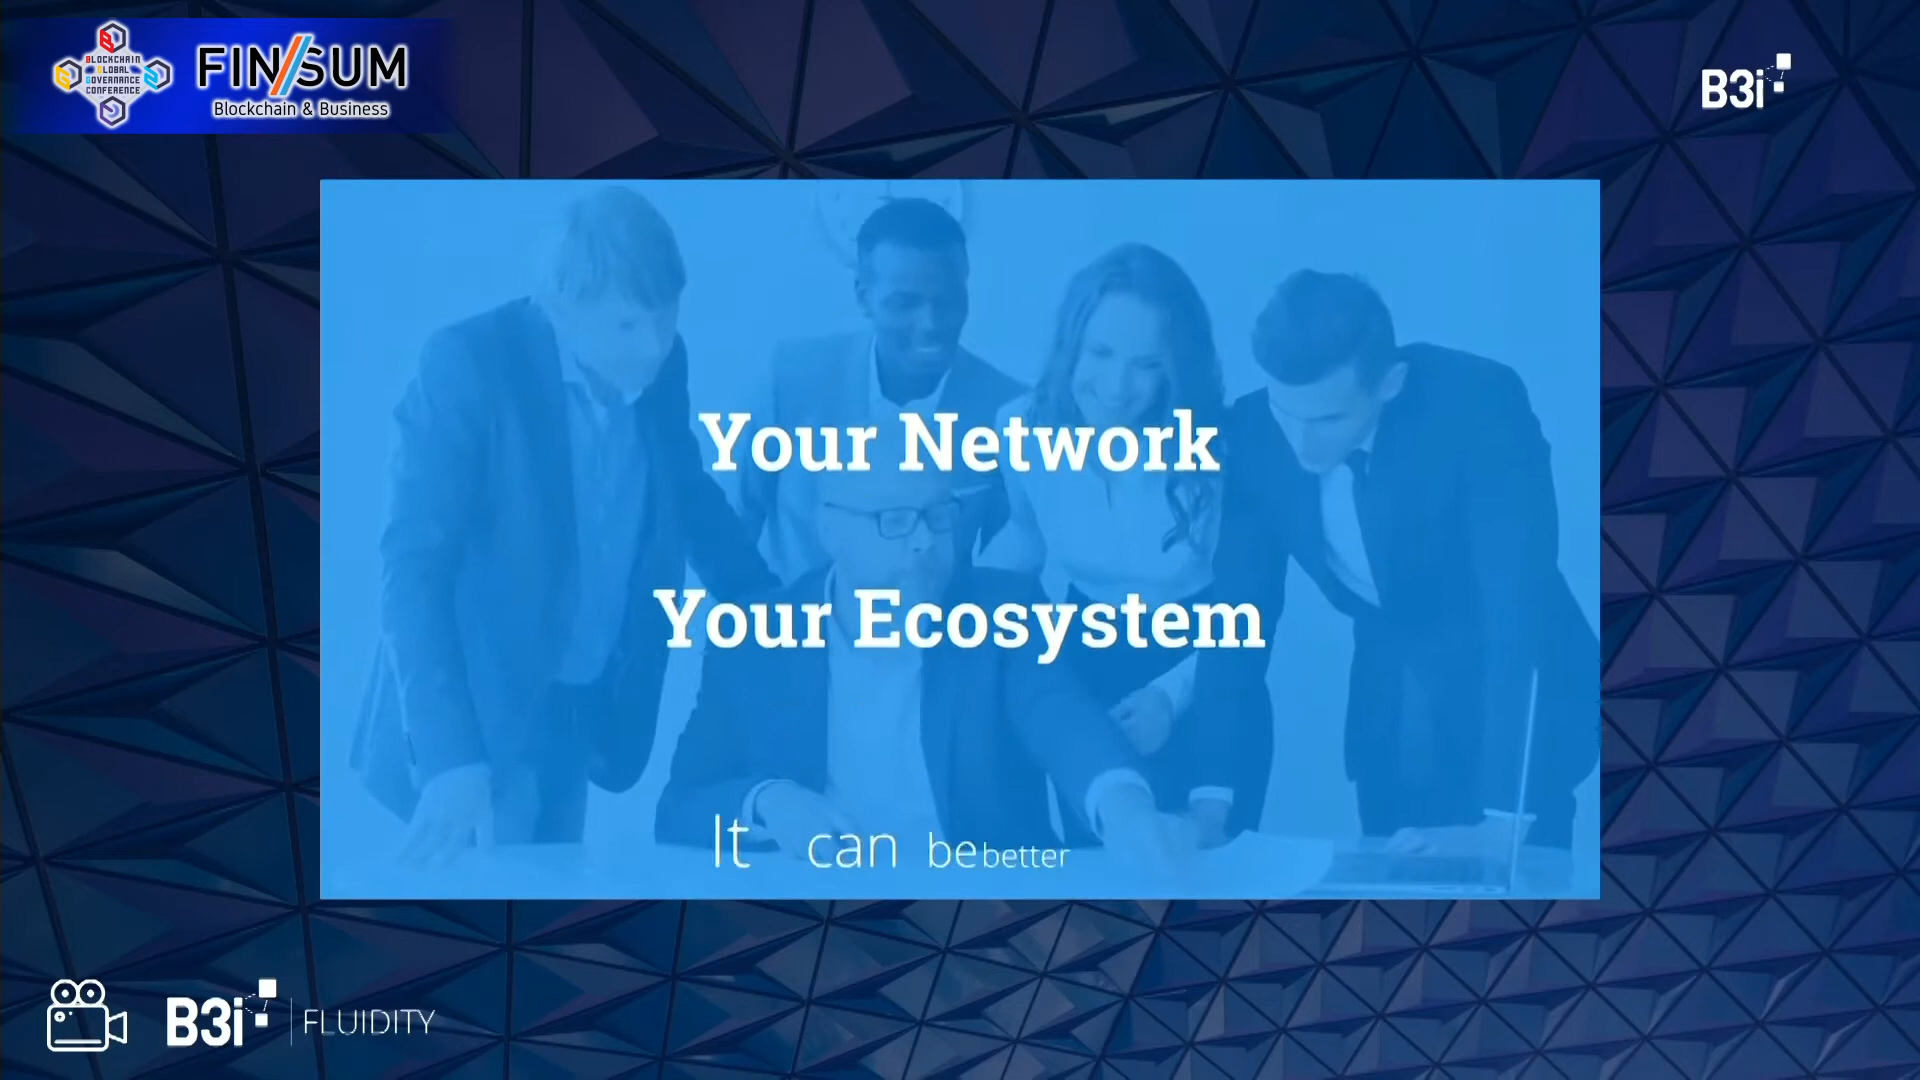 BLOCKCHAIN
GLOBAL
GOVERNANCE
CONFERENCE
FIN/SUM
Blockchain & Business
B3i
Your Network
Your Ecosystem
It can be better
B3i | FLUIDITY